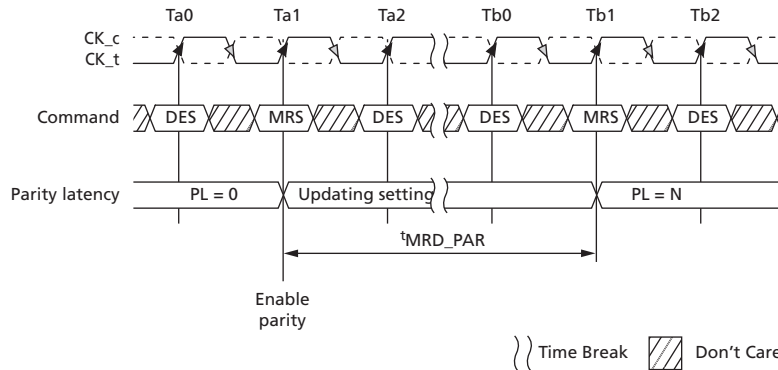 Ta0 Ta1 Ta2 Tb0 Tb1 Tb2
CK_c
CK_t
Command DES MRS DES DES MRS DES
Parity latency PL = 0 Updating setting PL = N
tMRD_PAR
Enable
parity
Time Break Don't Care